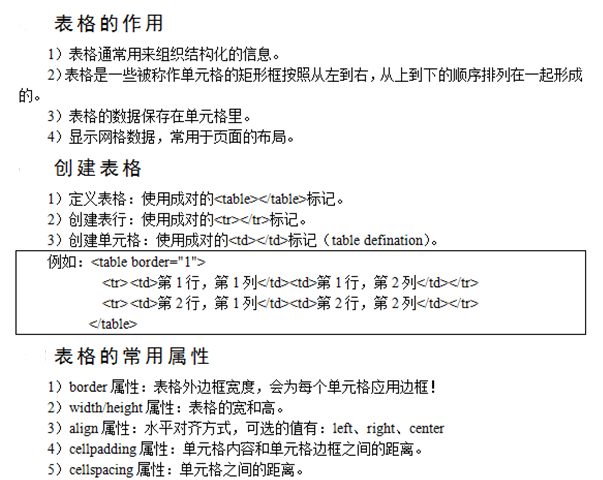 表格的作用
1）表格通常用来组织结构化的信息。
2）表格是一些被称作单元格的矩形框按照从左到右，从上到下的顺序排列在一起形成
的。
3）表格的数据保存在单元格里。
4）显示网格数据，常用于页面的布局。
创建表格
1）定义表格：使用成对的<table></table>标记。
2）创建表行：使用成对的<tr></tr>标记。
3）创建单元格：使用成对的<td></td>标记（table defination）。
例如：<table border="1">
<tr> <td>第 1 行，第 1 列</td><td>第 1 行，第 2 列</td></tr>
<tr> <td>第 2 行，第 1 列</td><td>第 2 行，第 2 列</td></tr>
</table>
表格的常用属性
1）border 属性：表格外边框宽度，会为每个单元格应用边框！
2）width/height 属性：表格的宽和高。
3）align 属性：水平对齐方式，可选的值有：left、right、center
4）cellpadding 属性：单元格内容和单元格边框之间的距离。
5）cellspacing 属性：单元格之间的距离。